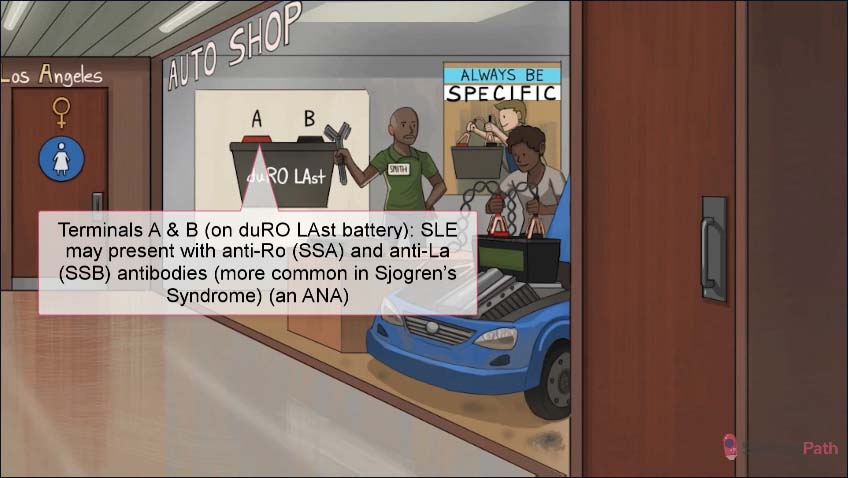 AUTO SHOP
Los Angeles
ALWAYS BE
SPECIFIC
A B
duRO LAst
SMITH
Terminals A & B (on duRO LAst battery): SLE
may present with anti-Ro (SSA) and anti-La
(SSB) antibodies (more common in Sjogren's
Syndrome) (an ANA)
Path